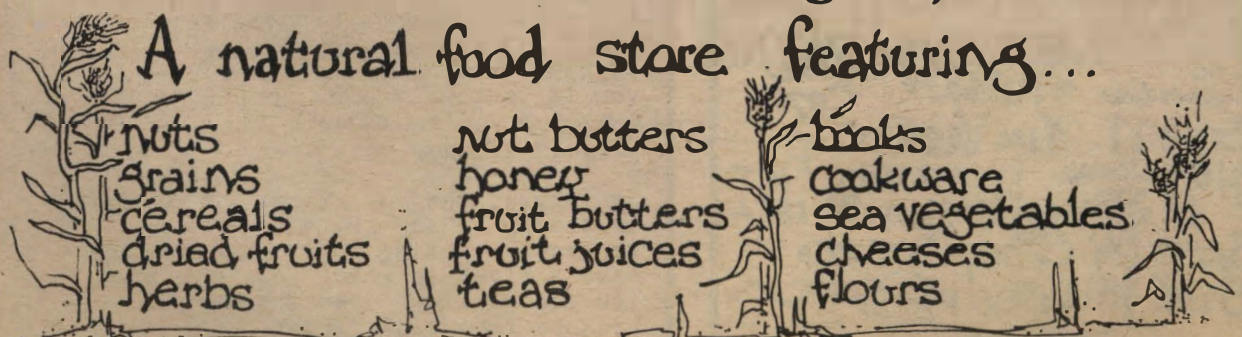 A natural food store featuring...
nuts
grains
cereals
dried fruits
herbs
nut butters
honey
fruit butters
fruit juices
teas
books
cookware
sea vegetables
cheeses
flours